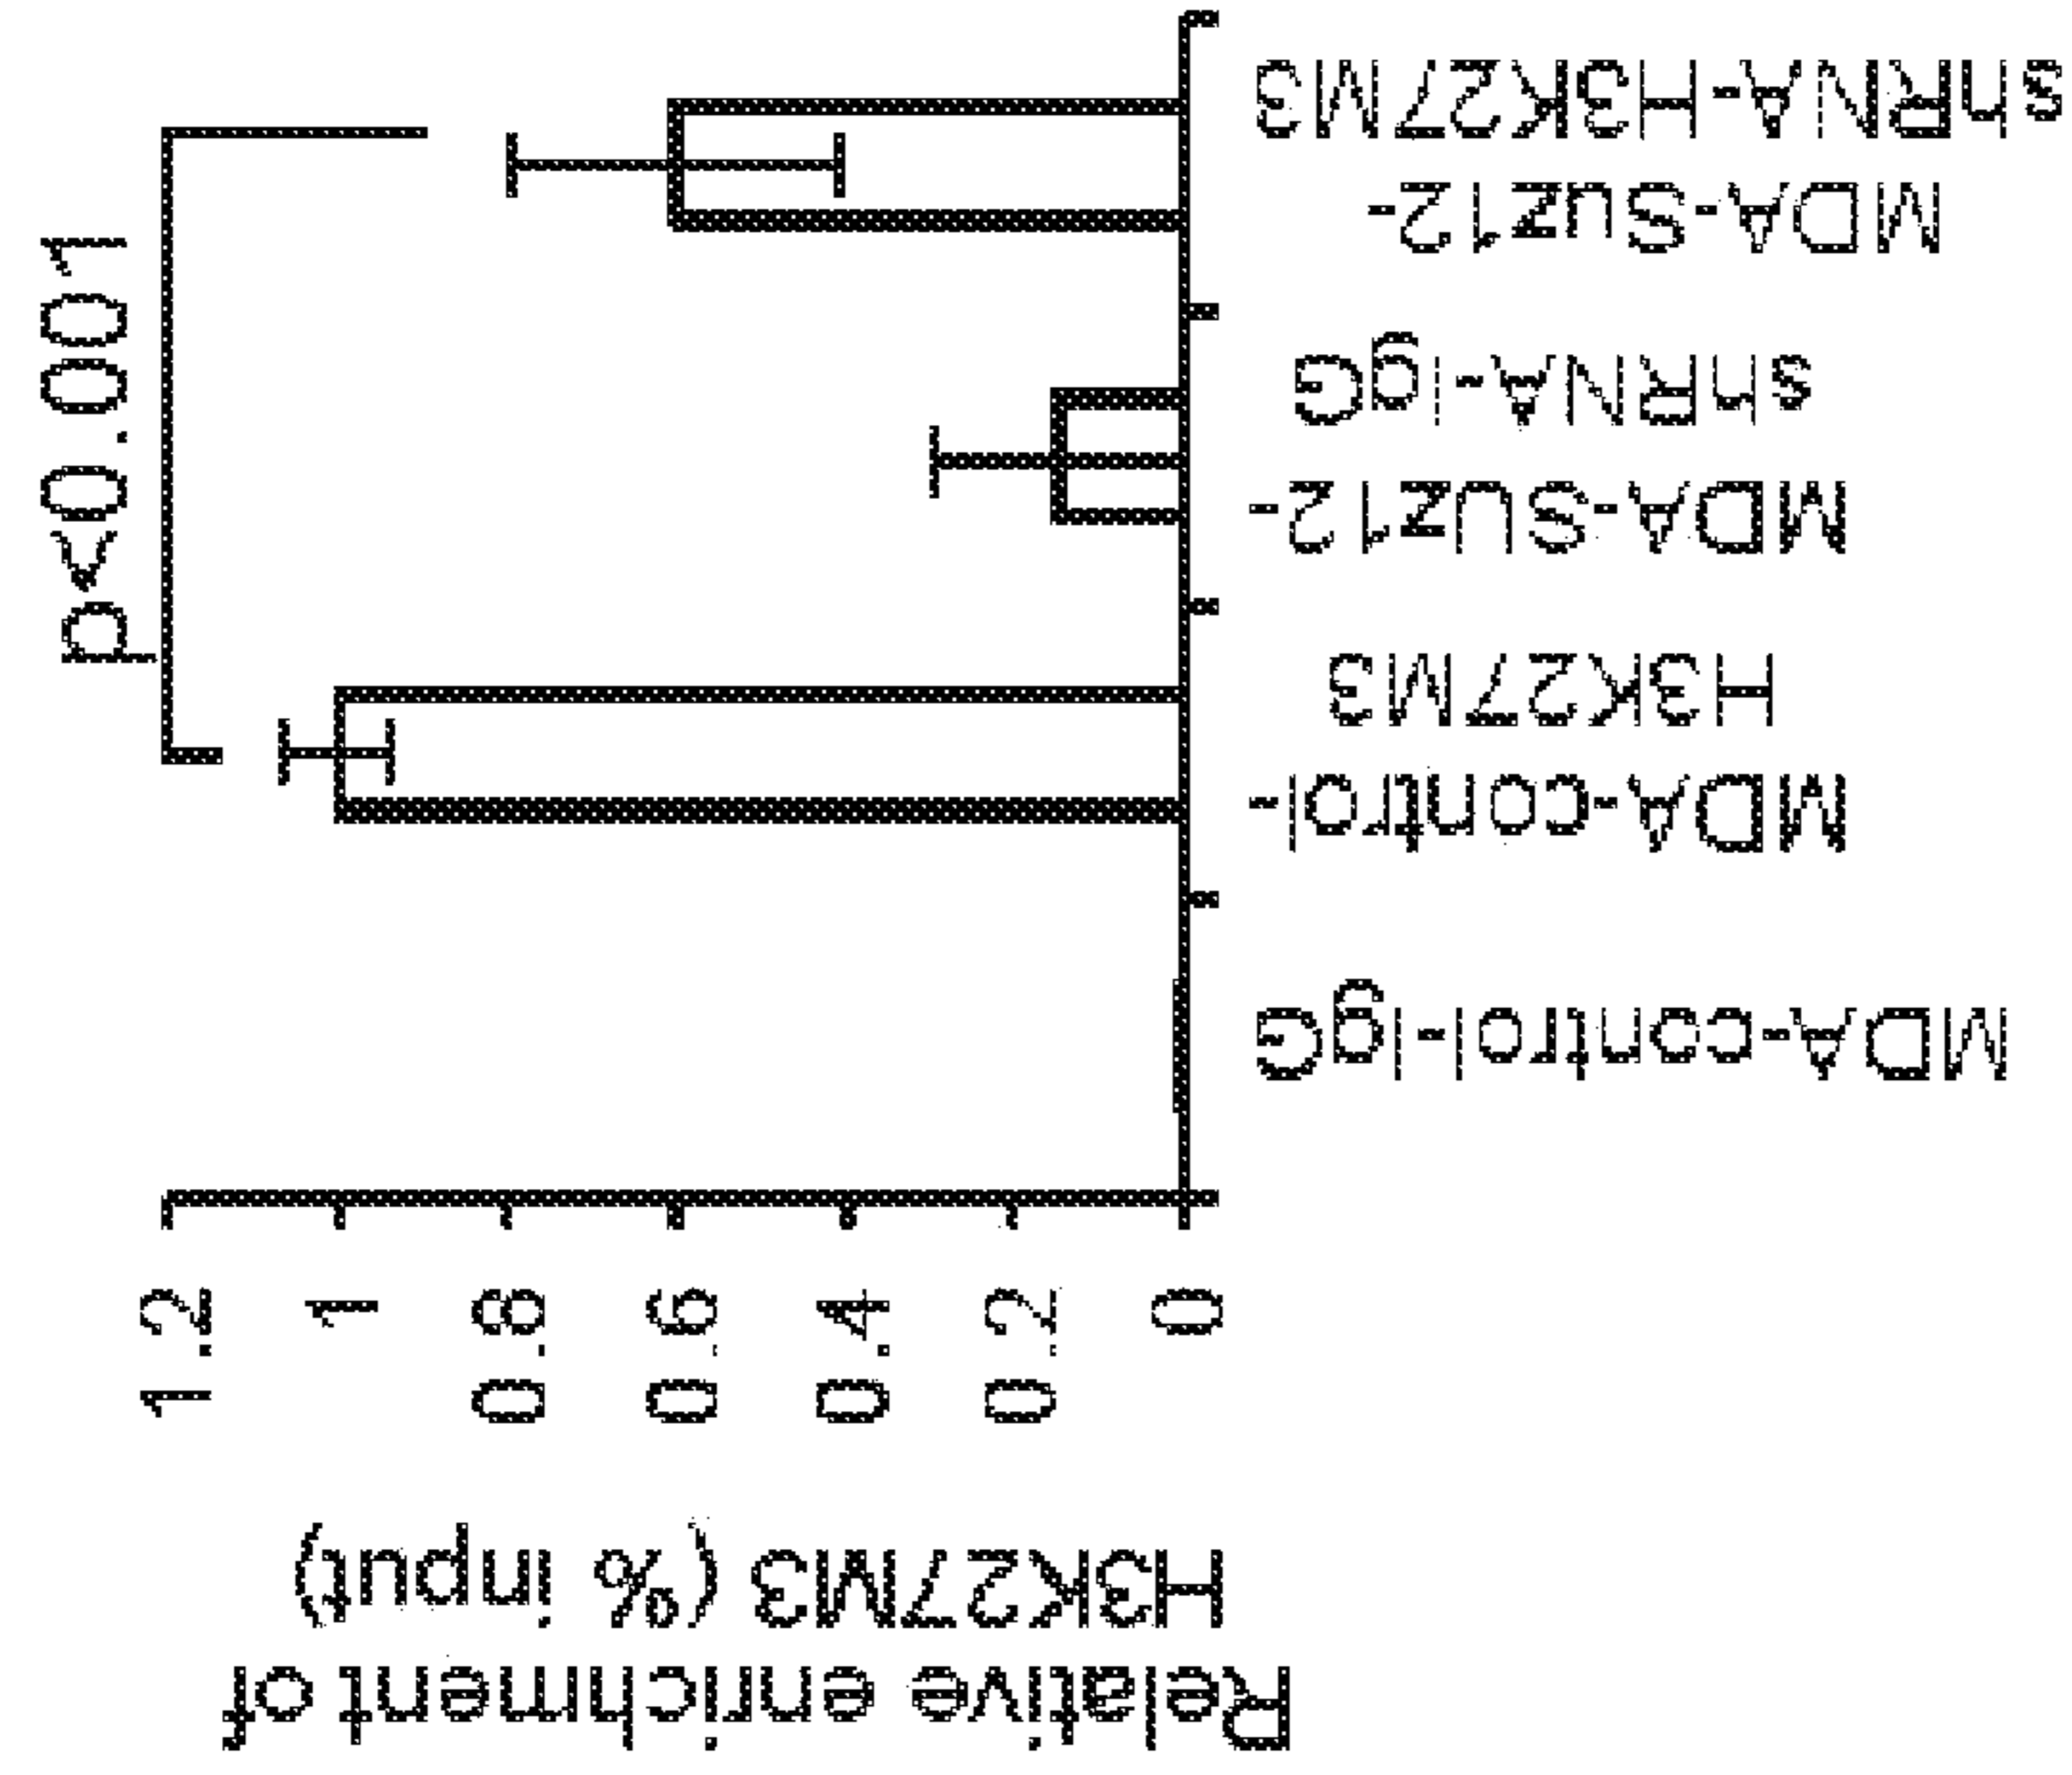 Relative enrichment of
H3K27M3 (% input)
1.2
1
0.8
0.6
0.4
0.2
0
p<0.001
MDA-control-IgG
MDA-control-
H3K27M3
MDA-SUz12-
shRNA-IgG
MDA-Suz12-
shRNA-H3K27M3